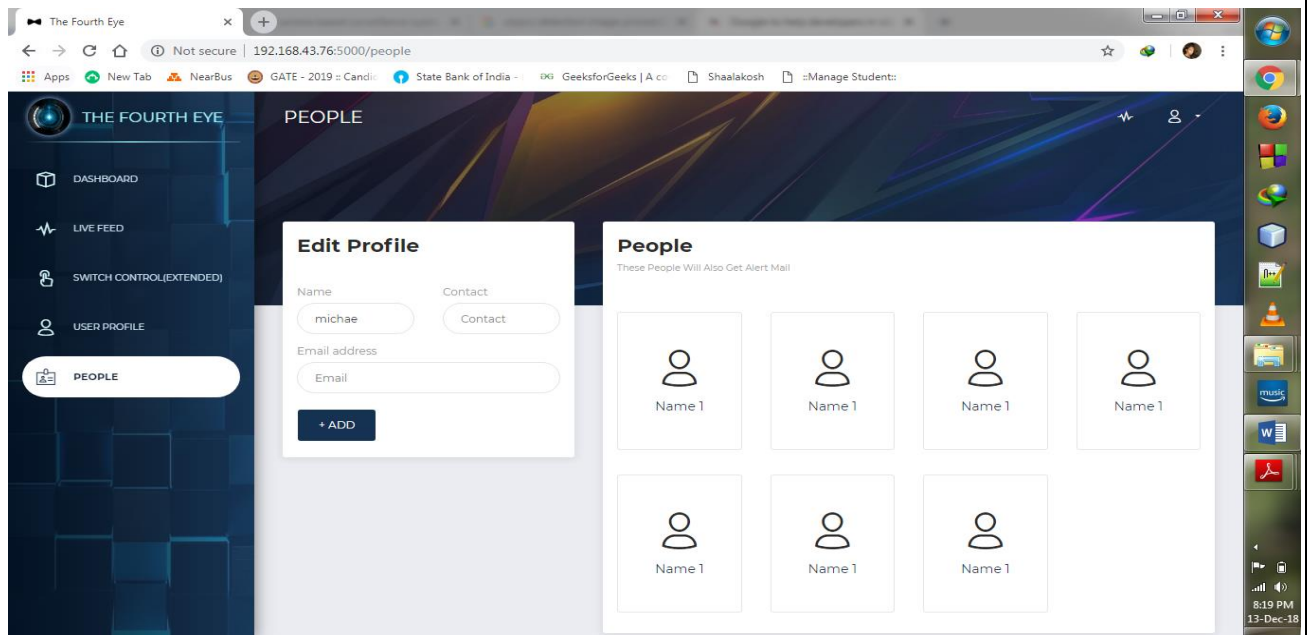 The Fourth Eye
Not secure | 192.168.43.76:5000/people
Apps New Tab NearBus GATE - 2019 :: Candi State Bank of India - GeeksforGeeks | A co Shaalakosh ::Manage Student::
THE FOURTH EYE
PEOPLE
DASHBOARD
LIVE FEED
SWITCH CONTROL(EXTENDED)
USER PROFILE
PEOPLE
Edit Profile
Name Contact
michae Contact
Email address
Email
+ ADD
People
These People Will Also Get Alert Mail
Name 1 Name 1 Name 1 Name 1
Name 1 Name 1 Name 1
music
W
8:19 PM
13-Dec-18